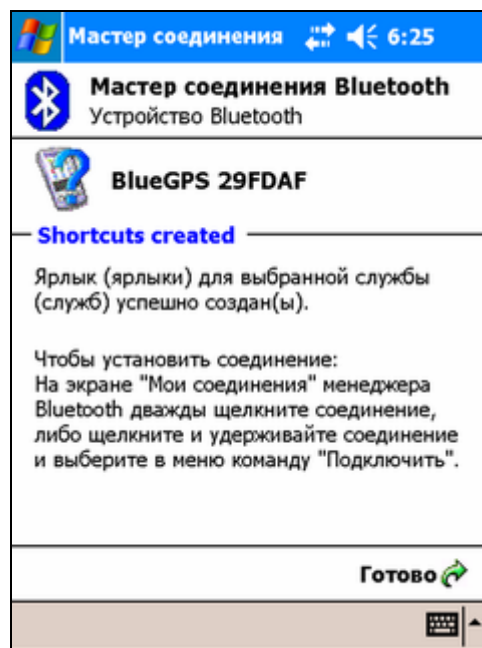 Мастер соединения 6:25
Мастер соединения Bluetooth
Устройство Bluetooth
BlueGPS 29FDAF
Shortcuts created
Ярлык (ярлыки) для выбранной службы
(служб) успешно создан(ы).
Чтобы установить соединение:
На экране "Мои соединения" менеджера
Bluetooth дважды щелкните соединение,
либо щелкните и удерживайте соединение
и выберите в меню команду "Подключить".
Готово